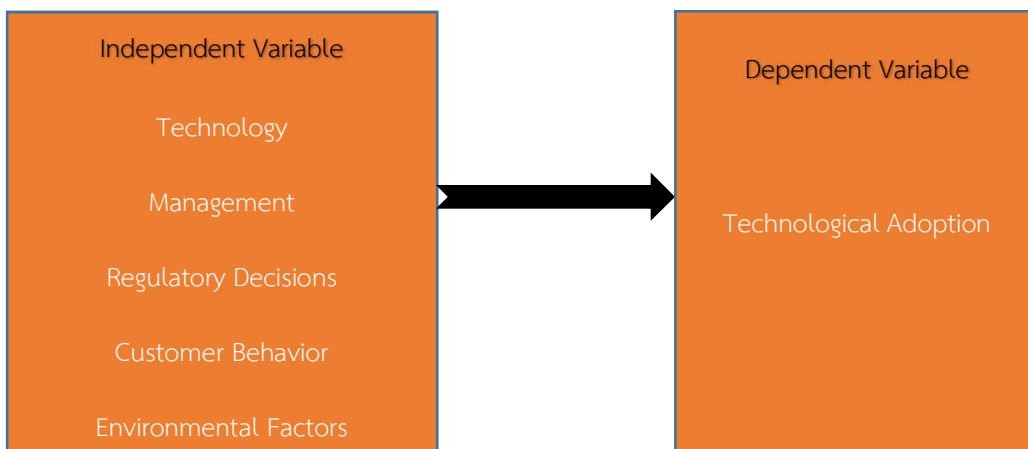 Independent Variable
Technology
Management
Regulatory Decisions
Customer Behavior
Environmental Factors
Dependent Variable
Technological Adoption